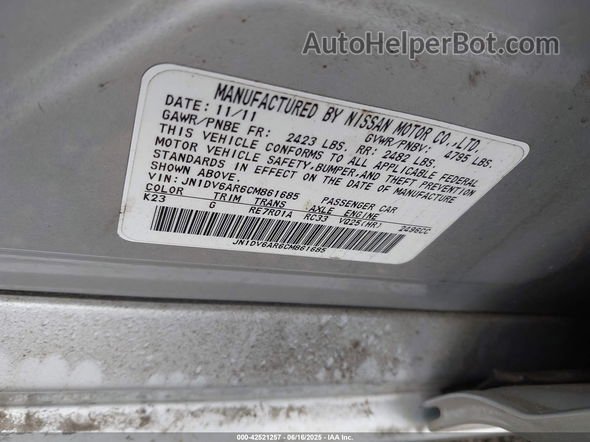 AutoHelperBot.com
MANUFACTURED BY NISSAN MOTOR CO.,LTD.
DATE: 11/11 GVWR/PNBV: 4795 LBS.
GAWR/PNBE FR: 2423 LBS. RR: 2482 LBS.
THIS VEHICLE CONFORMS TO ALL APPLICABLE FEDERAL
MOTOR VEHICLE SAFETY, BUMPER, AND THEFT PREVENTION
STANDARDS IN EFFECT ON THE DATE OF MANUFACTURE
SHOWN ABOVE.
VIN: JN1DV6AR6CM861685 PASSENGER CAR
COLOR TRIM TRANS AXLE ENGINE
K23 G RE7R01A RC33 VQ25(HR) 2496CC
JN1DV6AR6CM861685
©copart 42521257 - 06/16/2025 - IAA Inc.